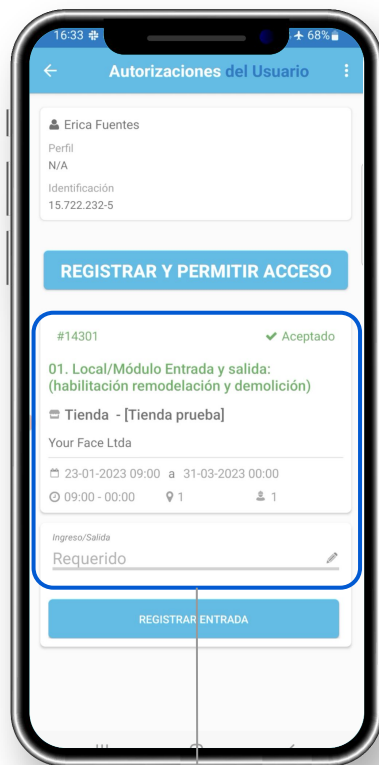 16:33 68%
Autorizaciones del Usuario
Erica Fuentes
Perfil
N/A
Identificación
15.722.232-5
REGISTRAR Y PERMITIR ACCESO
#14301 Aceptado
01. Local/Módulo Entrada y salida:
(habilitación remodelación y demolición)
Tienda - [Tienda prueba]
Your Face Ltda
23-01-2023 09:00 a 31-03-2023 00:00
09:00 - 00:00 1 1
Ingreso/Salida
Requerido
REGISTRAR ENTRADA